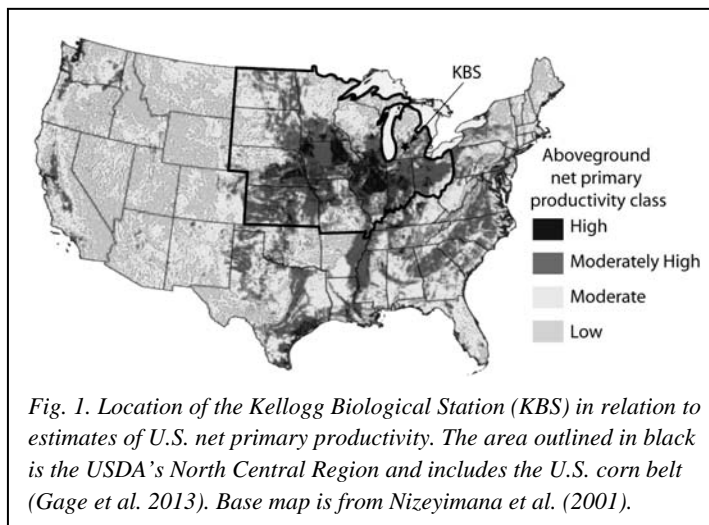 KBS
Aboveground
net primary
productivity class
High
Moderately High
Moderate
Low
Fig. 1. Location of the Kellogg Biological Station (KBS) in relation to
estimates of U.S. net primary productivity. The area outlined in black
is the USDA's North Central Region and includes the U.S. corn belt
(Gage et al. 2013). Base map is from Nizeyimana et al. (2001).